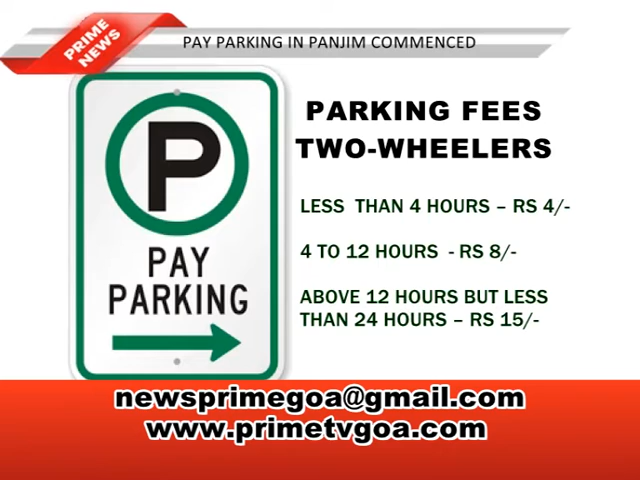 PRIME
NEWS
PAY PARKING IN PANJIM COMMENCED
P
PAY
PARKING
PARKING FEES
TWO-WHEELERS
LESS THAN 4 HOURS – RS 4/-
4 TO 12 HOURS - RS 8/-
ABOVE 12 HOURS BUT LESS
THAN 24 HOURS – RS 15/-
newsprimegoa@gmail.com
www.primetvgoa.com